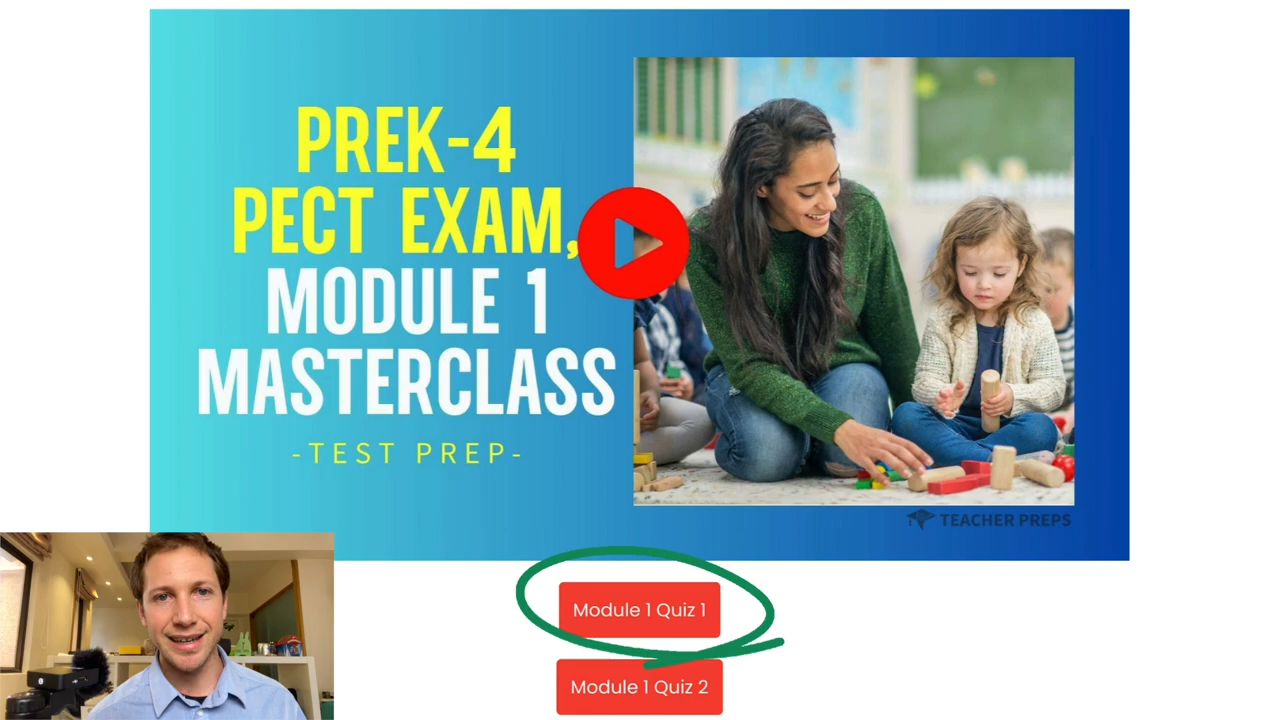 PREK-4
PECT EXAM,
MODULE 1
MASTERCLASS
-TEST PREP-
TEACHER PREPS
Module 1 Quiz 1
Module 1 Quiz 2